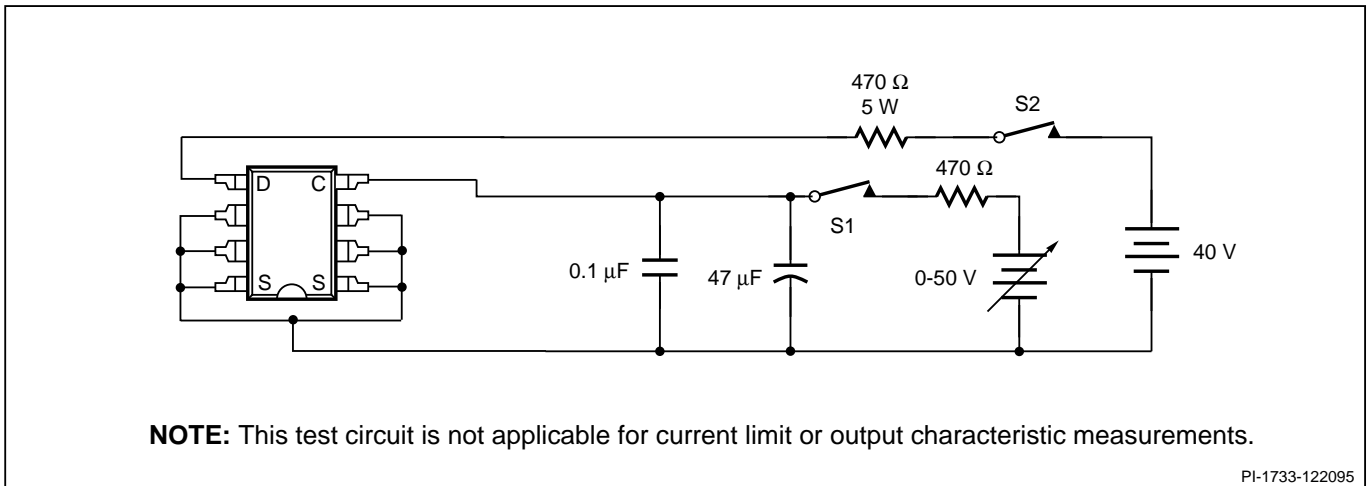 470 Ω
5 W
S2
470 Ω
D C
S1
0.1 μF
47 μF
0-50 V
40 V
S S
NOTE: This test circuit is not applicable for current limit or output characteristic measurements.
PI-1733-122095